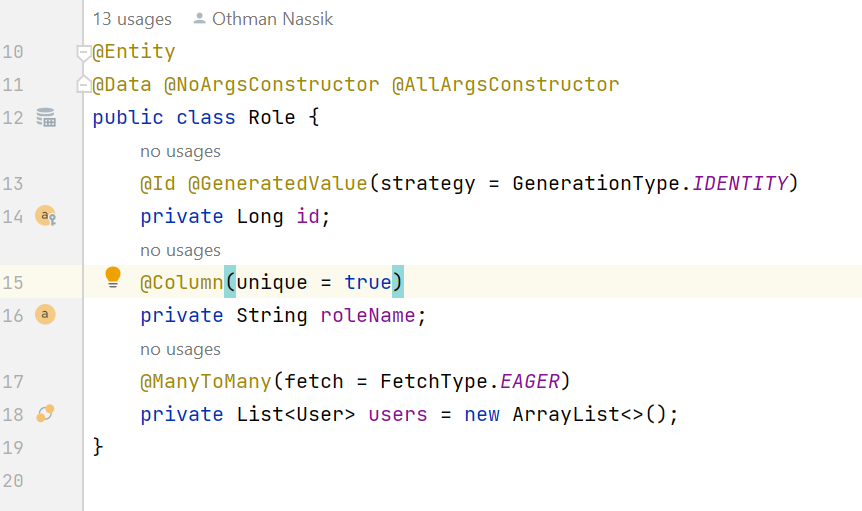 13 usages Othman Nassik
10 @Entity
11 @Data @NoArgsConstructor @AllArgsConstructor
12 public class Role {
no usages
13 @Id @GeneratedValue(strategy = GenerationType.IDENTITY)
14 a private Long id;
no usages
15 @Column(unique = true)
16 a private String roleName;
no usages
17 @ManyToMany(fetch = FetchType.EAGER)
18 private List<User> users = new ArrayList<>();
19 }
20